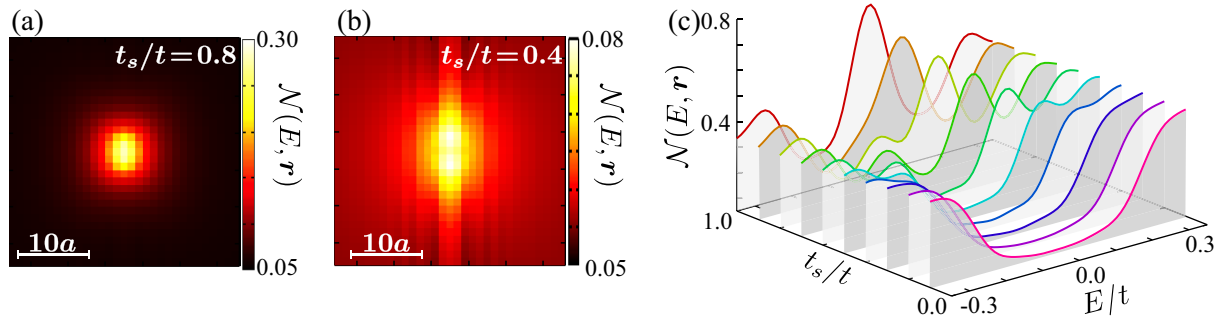 (a)
t_s/t=0.8
10a
0.30
0.05
𝒩(E, r)
(b)
t_s/t=0.4
10a
0.08
0.05
𝒩(E, r)
(c)
0.8
0.4
𝒩(E, r)
1.0
t_s/t
0.0
-0.3
0.0
0.3
E/t